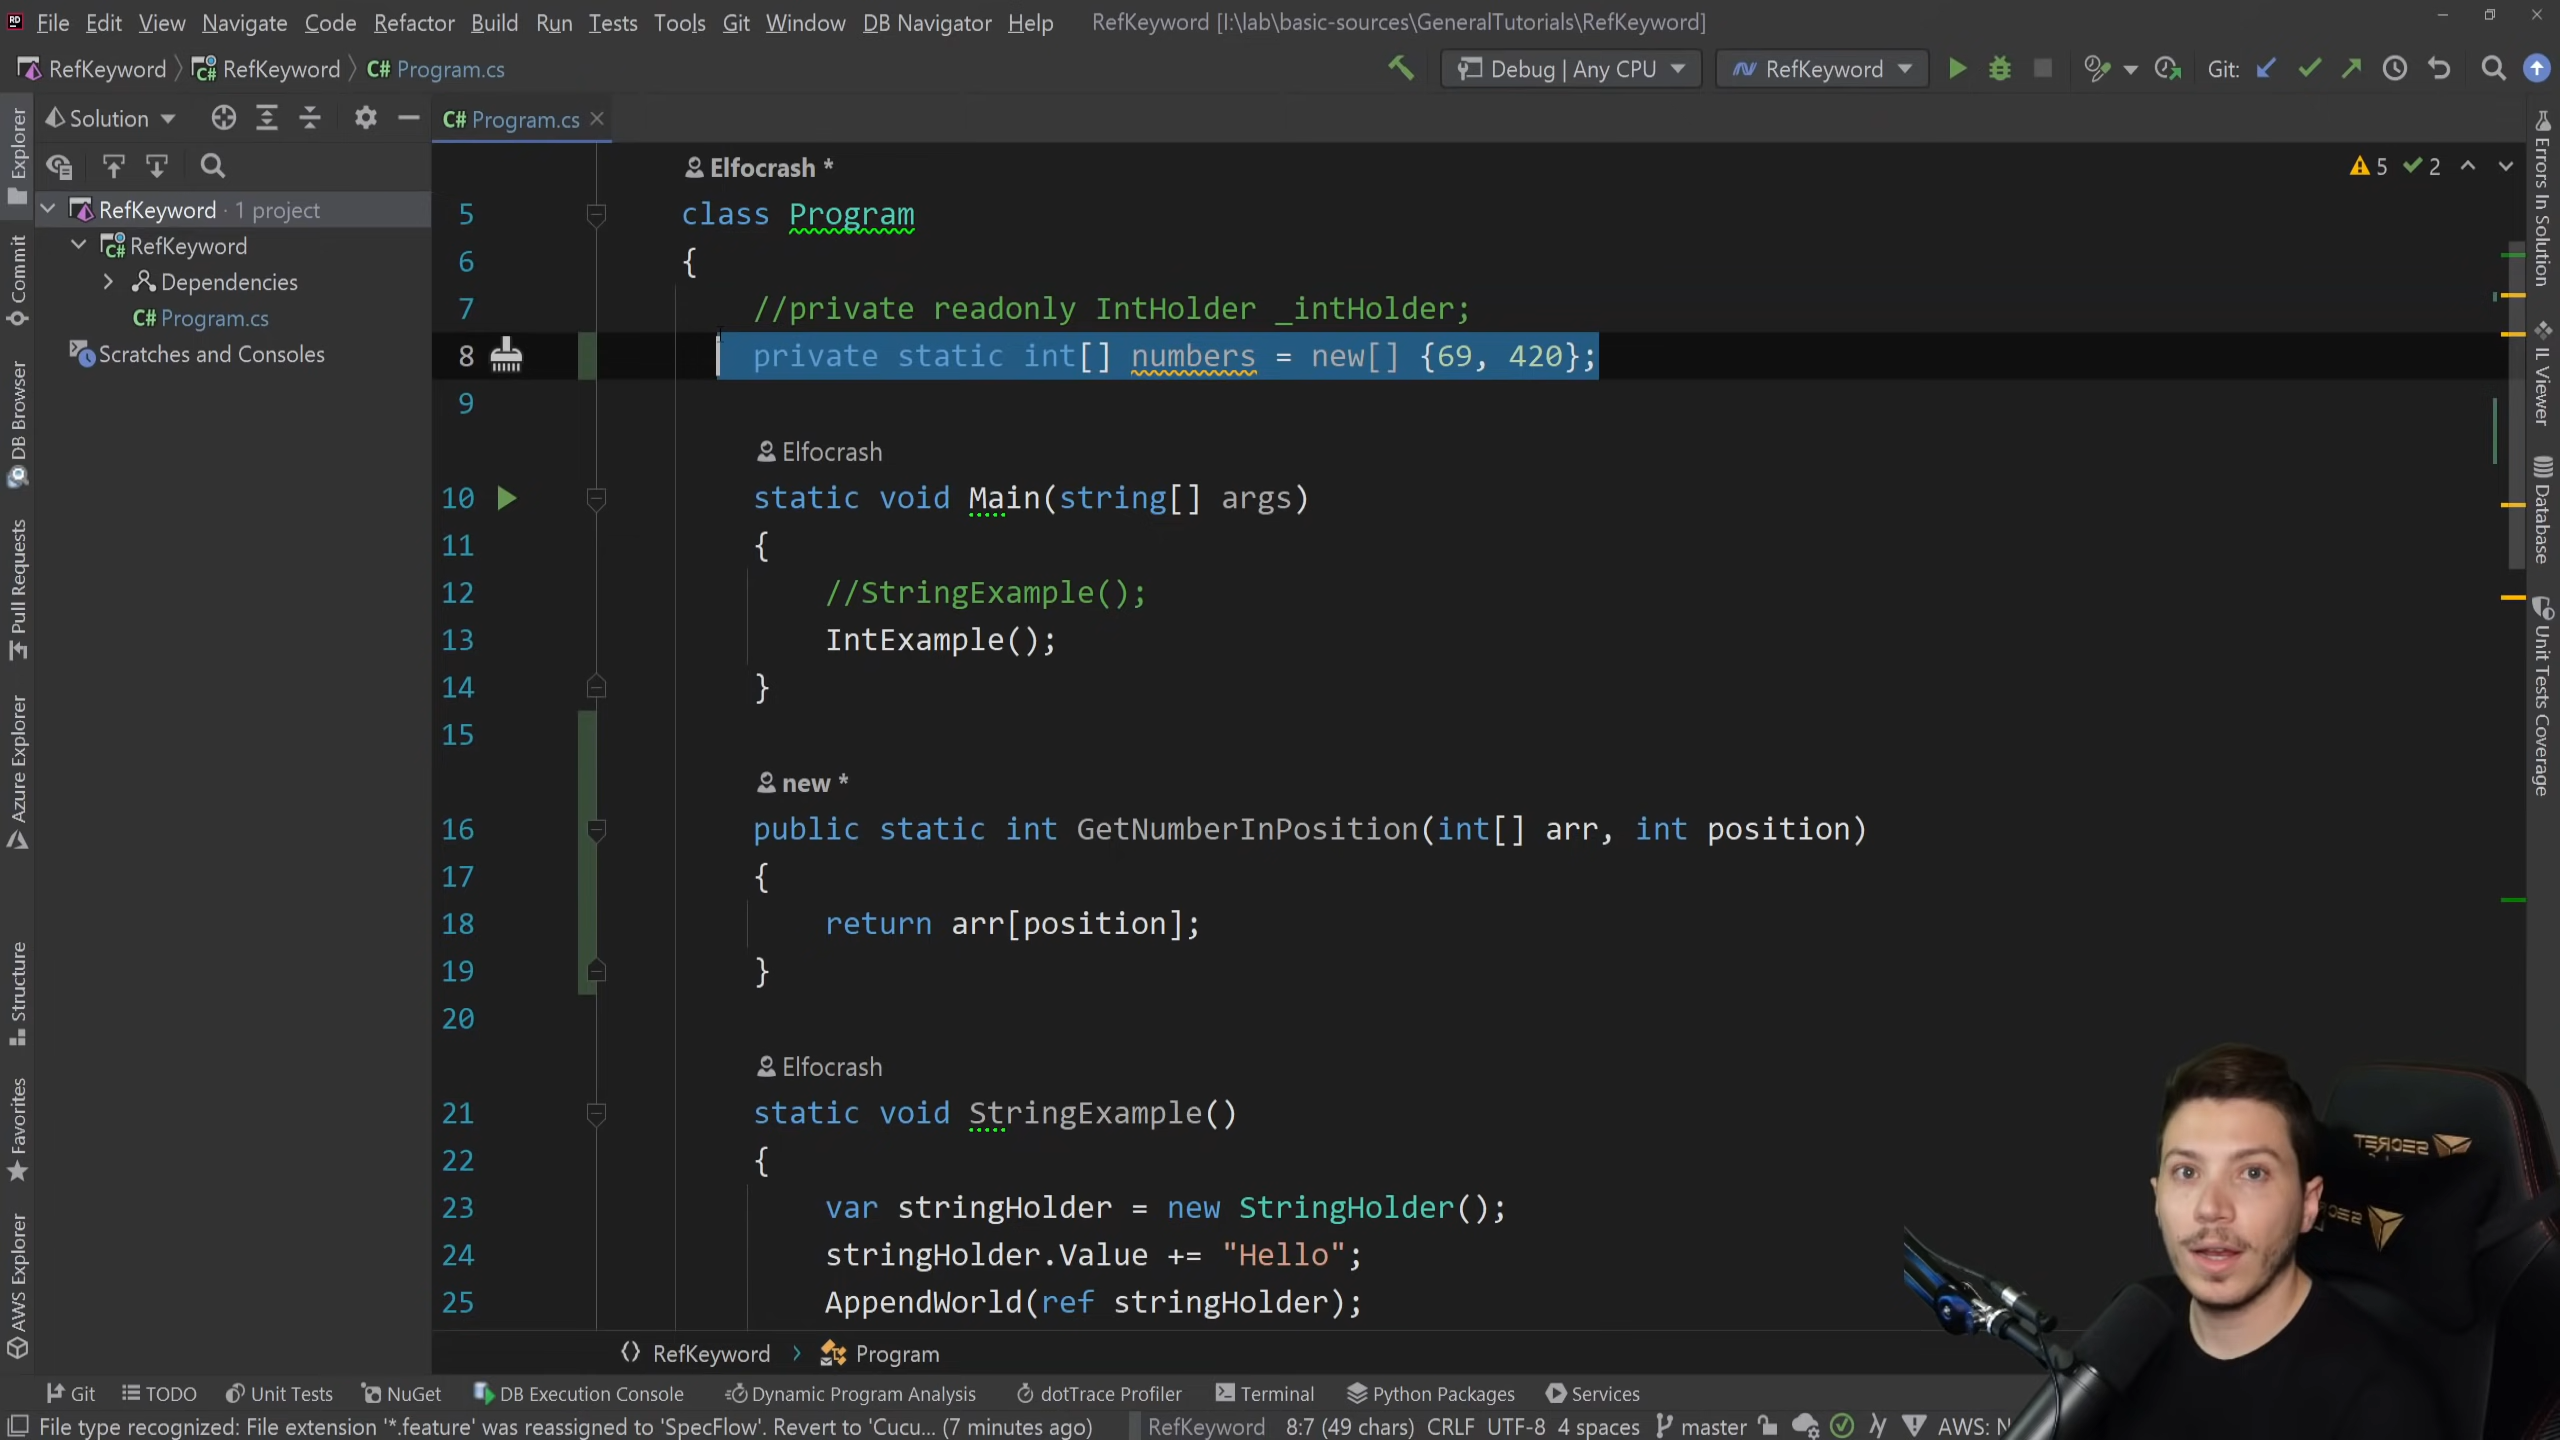 File Edit View Navigate Code Refactor Build Run Tests Tools Git Window DB Navigator Help RefKeyword [I:\lab\basic-sources\GeneralTutorials\RefKeyword]
RefKeyword RefKeyword C# Program.cs Debug | Any CPU RefKeyword Git:
Solution
C# Program.cs
RefKeyword · 1 project
RefKeyword
Dependencies
C# Program.cs
Scratches and Consoles
Explorer
Commit
DB Browser
Pull Requests
Azure Explorer
Structure
Favorites
AWS Explorer
Elfocrash *
5 class Program
6 {
7 //private readonly IntHolder _intHolder;
8 private static int[] numbers = new[] {69, 420};
9
Elfocrash
10 static void Main(string[] args)
11 {
12 //StringExample();
13 IntExample();
14 }
15
new *
16 public static int GetNumberInPosition(int[] arr, int position)
17 {
18 return arr[position];
19 }
20
Elfocrash
21 static void StringExample()
22 {
23 var stringHolder = new StringHolder();
24 stringHolder.Value += "Hello";
25 AppendWorld(ref stringHolder);
5 2
Errors In Solution
IL Viewer
Database
Unit Tests Coverage
RefKeyword Program
Git TODO Unit Tests NuGet DB Execution Console Dynamic Program Analysis dotTrace Profiler Terminal Python Packages Services
File type recognized: File extension '*.feature' was reassigned to 'SpecFlow'. Revert to 'Cucu... (7 minutes ago) RefKeyword 8:7 (49 chars) CRLF UTF-8 4 spaces master AWS: N